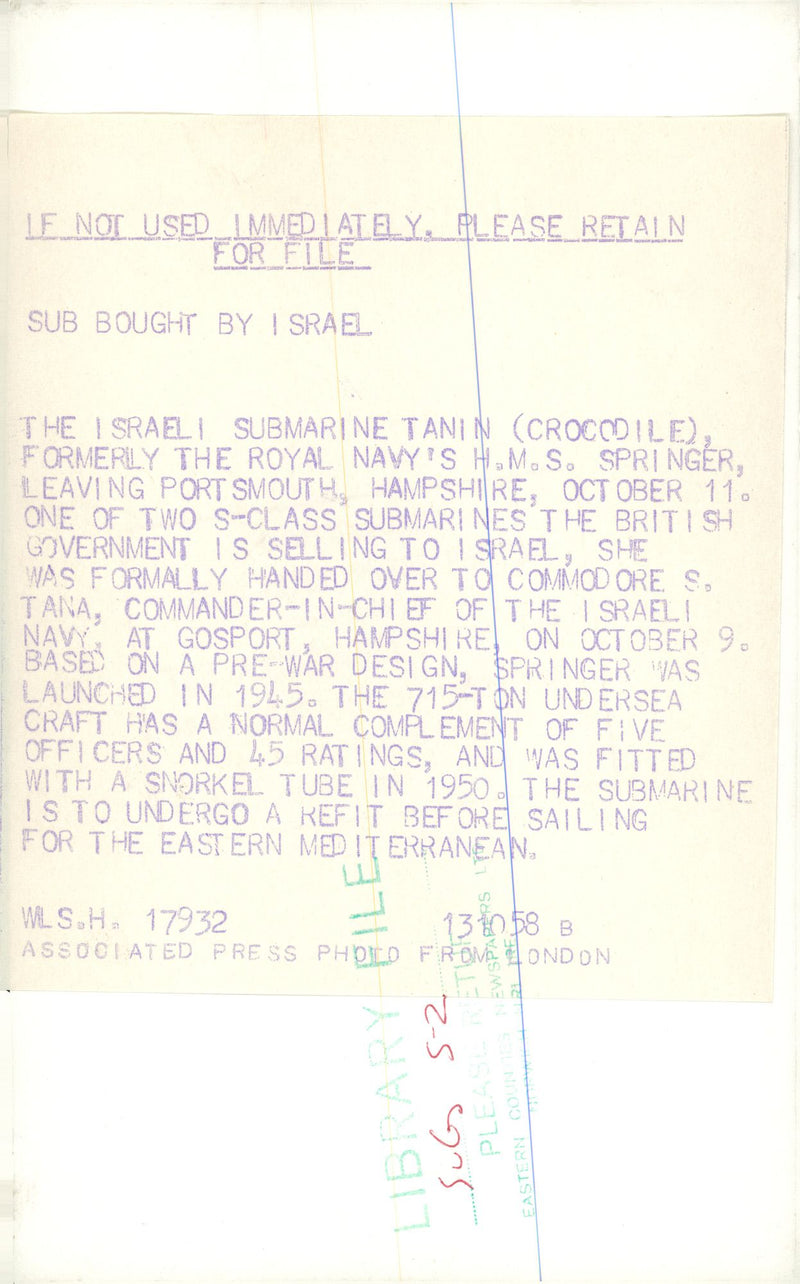 IF NOT USED IMMEDIATELY, PLEASE RETAIN
FOR FILE
SUB BOUGHT BY ISRAEL
THE ISRAELI SUBMARINE TANIN (CROCODILE),
FORMERLY THE ROYAL NAVY'S H.M.S. SPRINGER,
LEAVING PORTSMOUTH, HAMPSHIRE, OCTOBER 11.
ONE OF TWO S-CLASS SUBMARINES THE BRITISH
GOVERNMENT IS SELLING TO ISRAEL, SHE
WAS FORMALLY HANDED OVER TO COMMODORE S.
TANA, COMMANDER-IN-CHIEF OF THE ISRAELI
NAVY, AT GOSPORT, HAMPSHIRE, ON OCTOBER 9.
BASED ON A PRE-WAR DESIGN, SPRINGER WAS
LAUNCHED IN 1945. THE 715-TON UNDERSEA
CRAFT HAS A NORMAL COMPLEMENT OF FIVE
OFFICERS AND 45 RATINGS, AND WAS FITTED
WITH A SNORKEL TUBE IN 1950. THE SUBMARINE
IS TO UNDERGO A REFIT BEFORE SAILING
FOR THE EASTERN MEDITERRANEAN.
WLS.H. 17932 131058 B
ASSOCIATED PRESS PHOTO FROM LONDON
LIBRARY FILE
Subs S-2
PLEASE RETURN
EASTERN COUNTIES NEWSPAPERS LTD